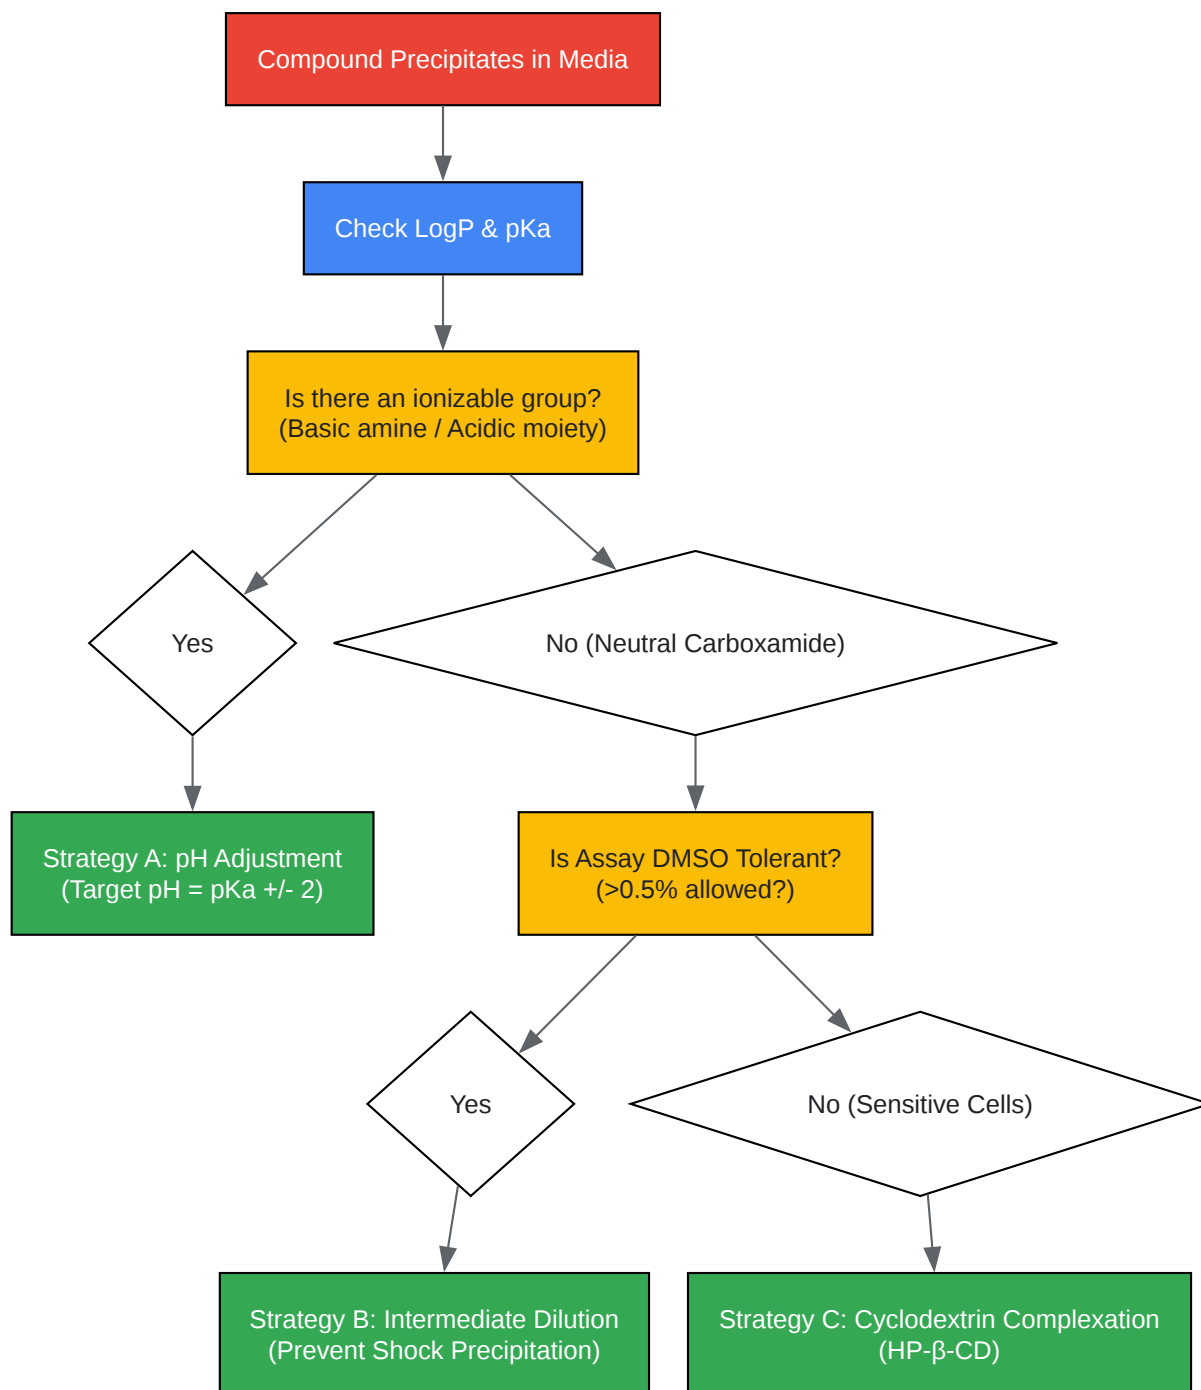 Compound Precipitates in Media
Check LogP & pKa
Is there an ionizable group?
(Basic amine / Acidic moiety)
Yes
No (Neutral Carboxamide)
Strategy A: pH Adjustment
(Target pH = pKa +/- 2)
Is Assay DMSO Tolerant?
(>0.5% allowed?)
Yes
No (Sensitive Cells)
Strategy B: Intermediate Dilution
(Prevent Shock Precipitation)
Strategy C: Cyclodextrin Complexation
(HP-β-CD)